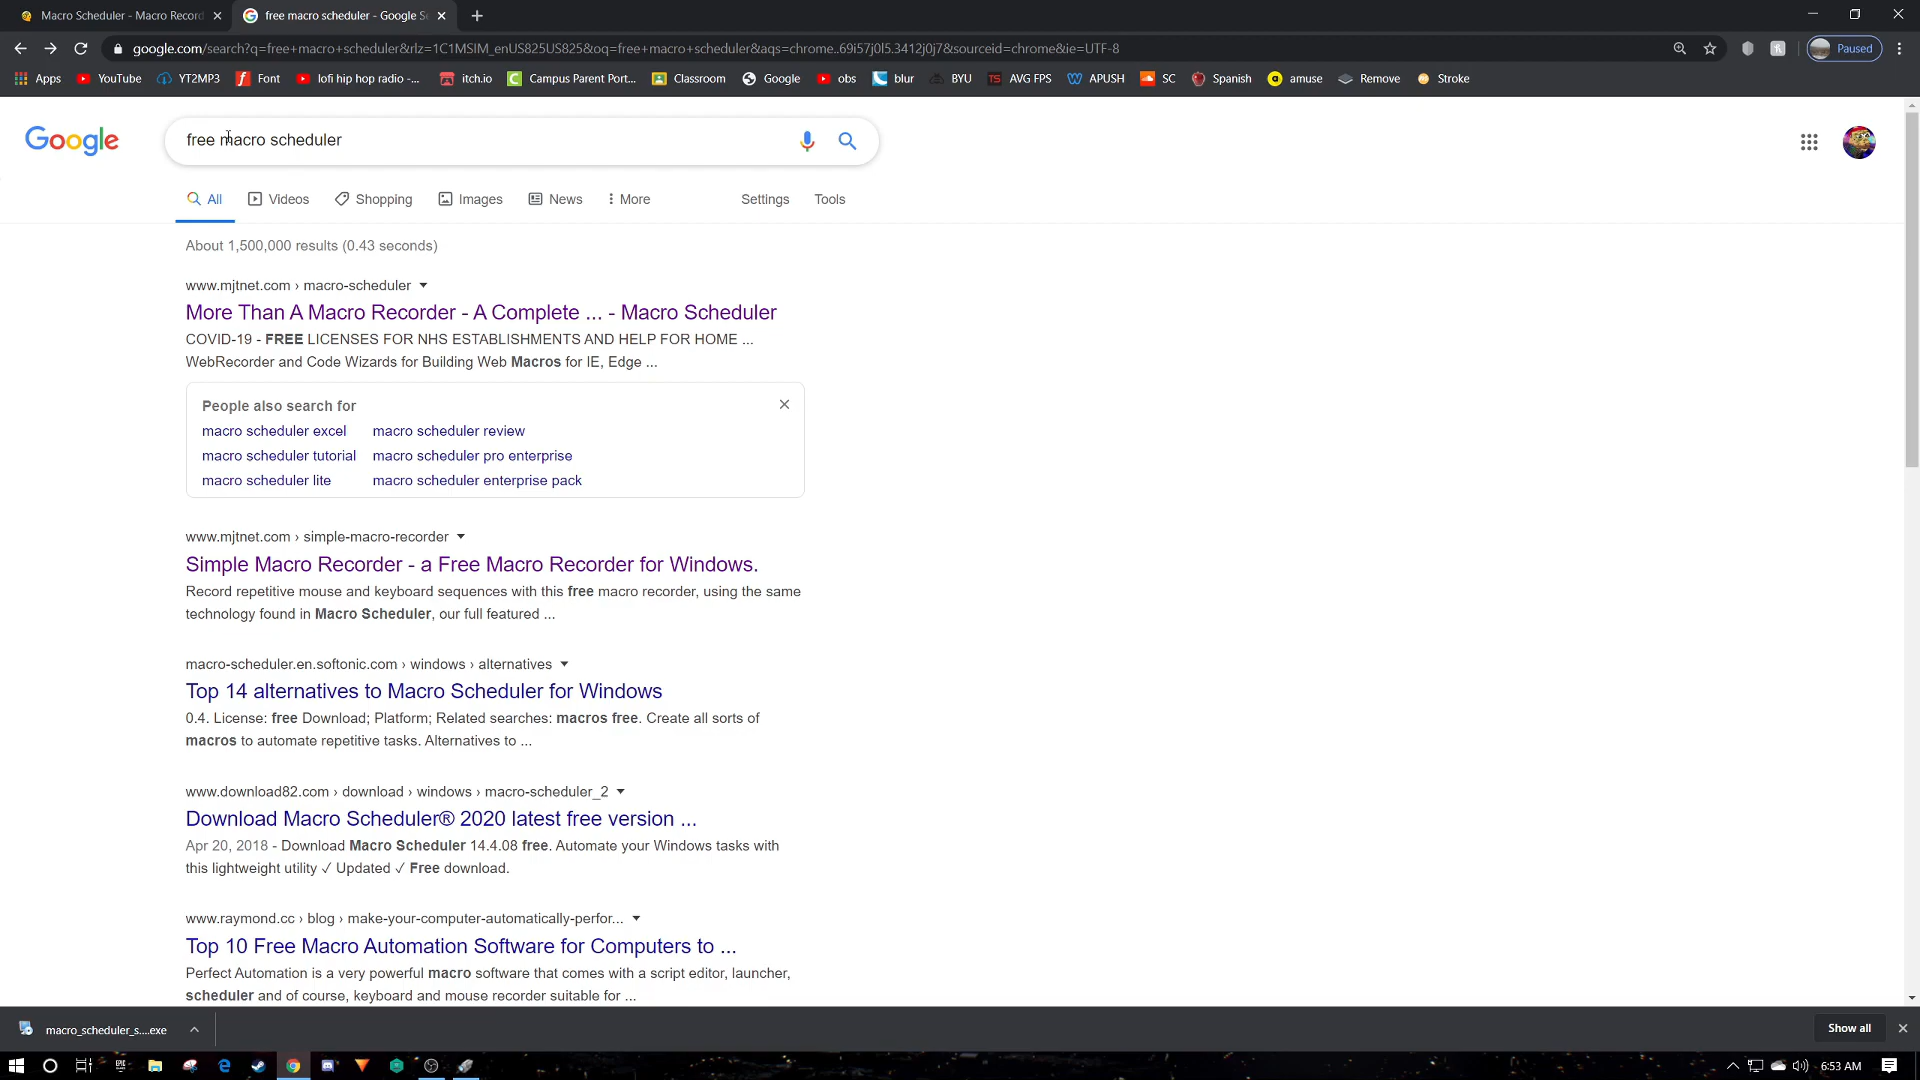 Macro Scheduler - Macro Record
free macro scheduler - Google Se
google.com/search?q=free+macro+scheduler&rlz=1C1MSIM_enUS825US825&oq=free+macro+scheduler&aqs=chrome..69i57j0l5.3412j0j7&sourceid=chrome&ie=UTF-8
Paused
Apps
YouTube
YT2MP3
Font
lofi hip hop radio -...
itch.io
Campus Parent Port...
Classroom
Google
obs
blur
BYU
TS AVG FPS
APUSH
SC
Spanish
amuse
Remove
Stroke
Google
free macro scheduler
All
Videos
Shopping
Images
News
More
Settings
Tools
About 1,500,000 results (0.43 seconds)
www.mjtnet.com › macro-scheduler
More Than A Macro Recorder - A Complete ... - Macro Scheduler
COVID-19 - FREE LICENSES FOR NHS ESTABLISHMENTS AND HELP FOR HOME ...
WebRecorder and Code Wizards for Building Web Macros for IE, Edge ...
People also search for
macro scheduler excel
macro scheduler review
macro scheduler tutorial
macro scheduler pro enterprise
macro scheduler lite
macro scheduler enterprise pack
www.mjtnet.com › simple-macro-recorder
Simple Macro Recorder - a Free Macro Recorder for Windows.
Record repetitive mouse and keyboard sequences with this free macro recorder, using the same
technology found in Macro Scheduler, our full featured ...
macro-scheduler.en.softonic.com › windows › alternatives
Top 14 alternatives to Macro Scheduler for Windows
0.4. License: free Download; Platform; Related searches: macros free. Create all sorts of
macros to automate repetitive tasks. Alternatives to ...
www.download82.com › download › windows › macro-scheduler_2
Download Macro Scheduler® 2020 latest free version ...
Apr 20, 2018 - Download Macro Scheduler 14.4.08 free. Automate your Windows tasks with
this lightweight utility ✓ Updated ✓ Free download.
www.raymond.cc › blog › make-your-computer-automatically-perfor...
Top 10 Free Macro Automation Software for Computers to ...
Perfect Automation is a very powerful macro software that comes with a script editor, launcher,
scheduler and of course, keyboard and mouse recorder suitable for ...
macro_scheduler_s....exe
Show all
6:53 AM